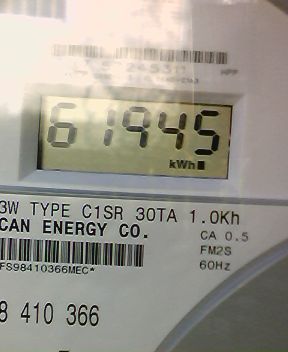 61945
kWh
3W TYPE C1SR 30TA 1.0Kh
CAN ENERGY CO.
CA 0.5
FM2S
60Hz
FS98410366MEC*
8 410 366